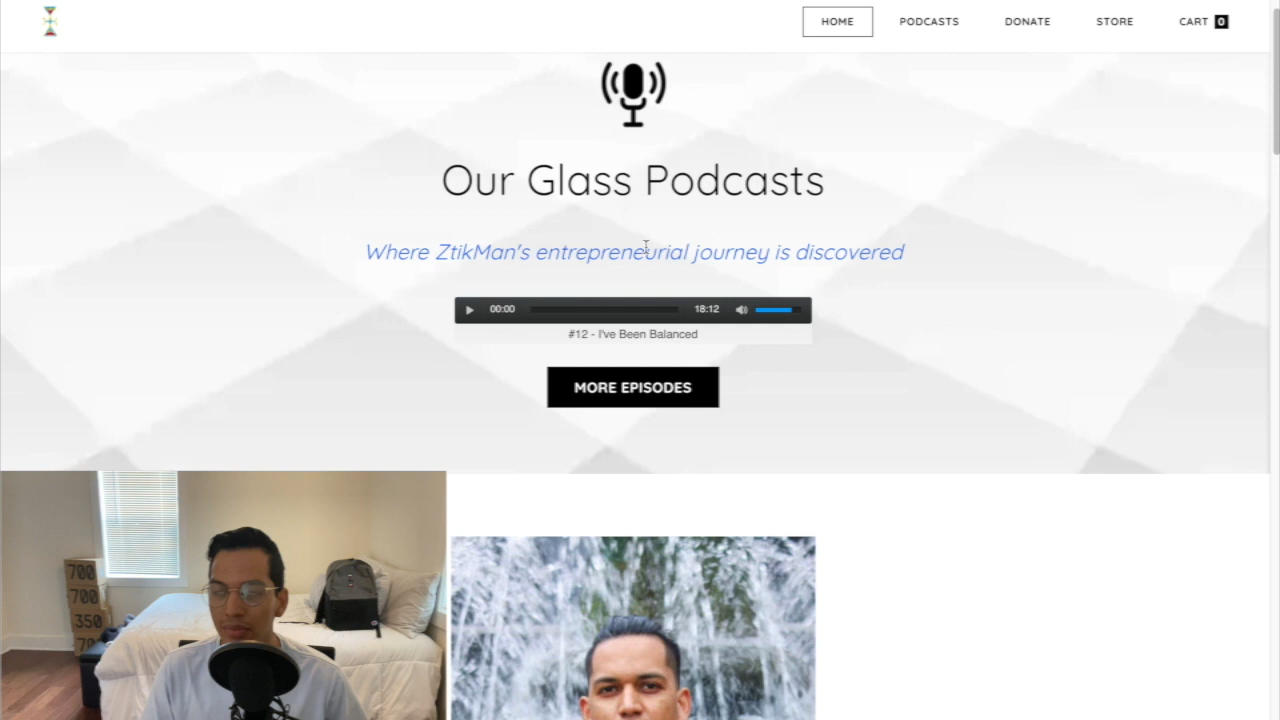 HOME PODCASTS DONATE STORE CART 0
Our Glass Podcasts
Where ZtikMan's entrepreneurial journey is discovered
00:00 18:12
#12 - I've Been Balanced
MORE EPISODES
700
700
350